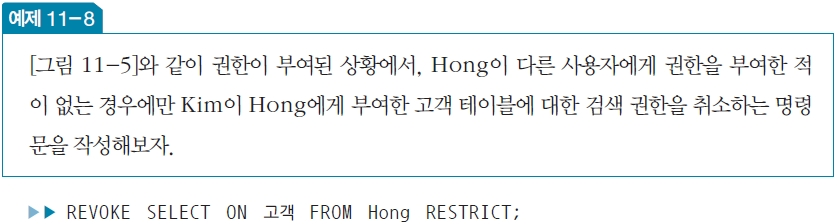 예제 11-8
[그림 11-5]와 같이 권한이 부여된 상황에서, Hong이 다른 사용자에게 권한을 부여한 적
이 없는 경우에만 Kim이 Hong에게 부여한 고객 테이블에 대한 검색 권한을 취소하는 명령
문을 작성해보자.
▶▶ REVOKE SELECT ON 고객 FROM Hong RESTRICT;